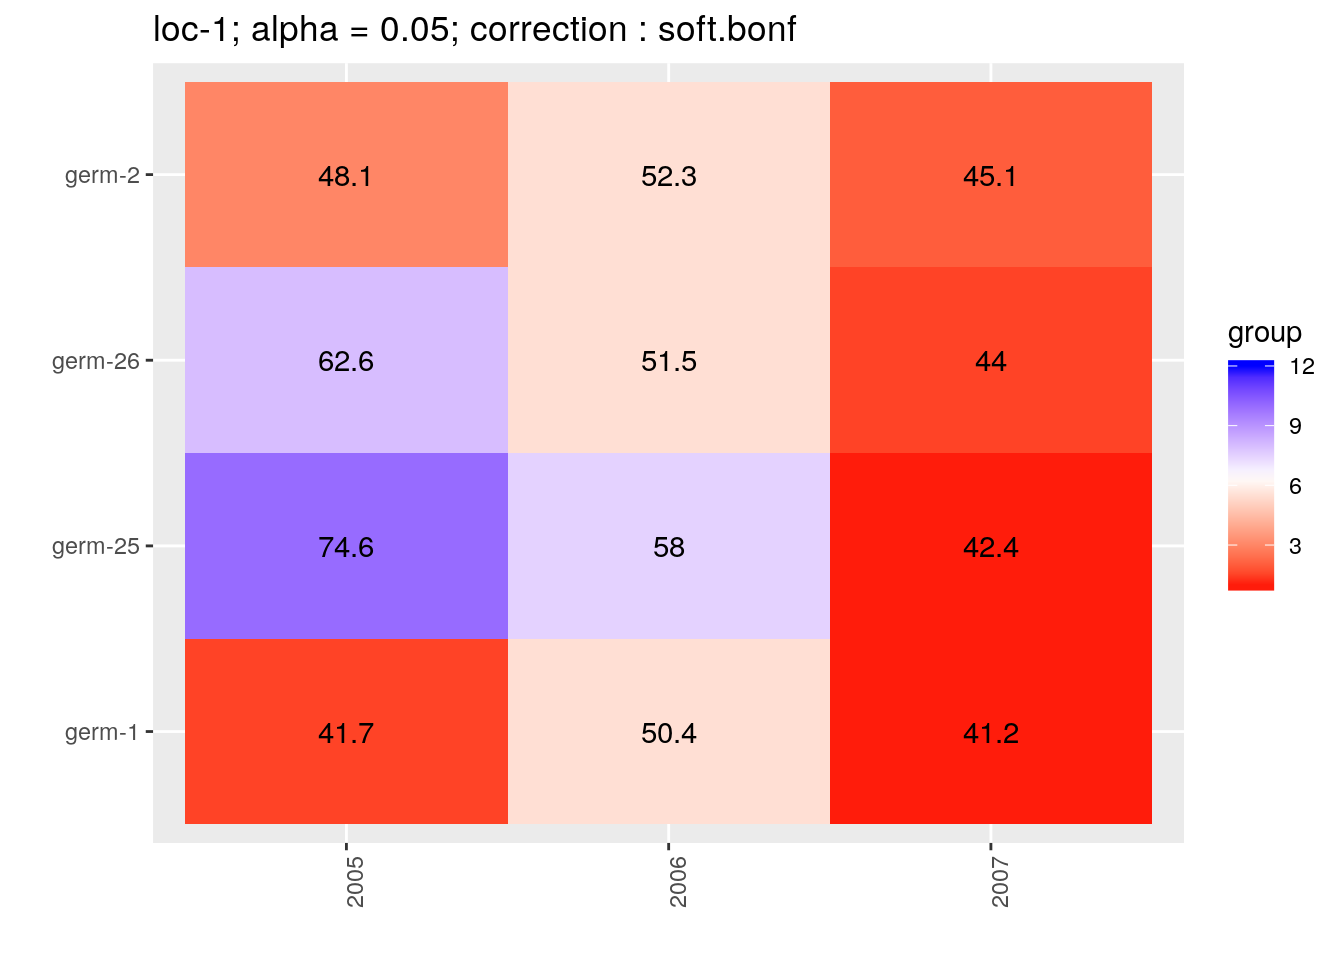 loc-1; alpha = 0.05; correction : soft.bonf
germ-2 48.1 52.3 45.1
germ-26 62.6 51.5 44
germ-25 74.6 58 42.4
germ-1 41.7 50.4 41.2
2005 2006 2007
group
12
9
6
3